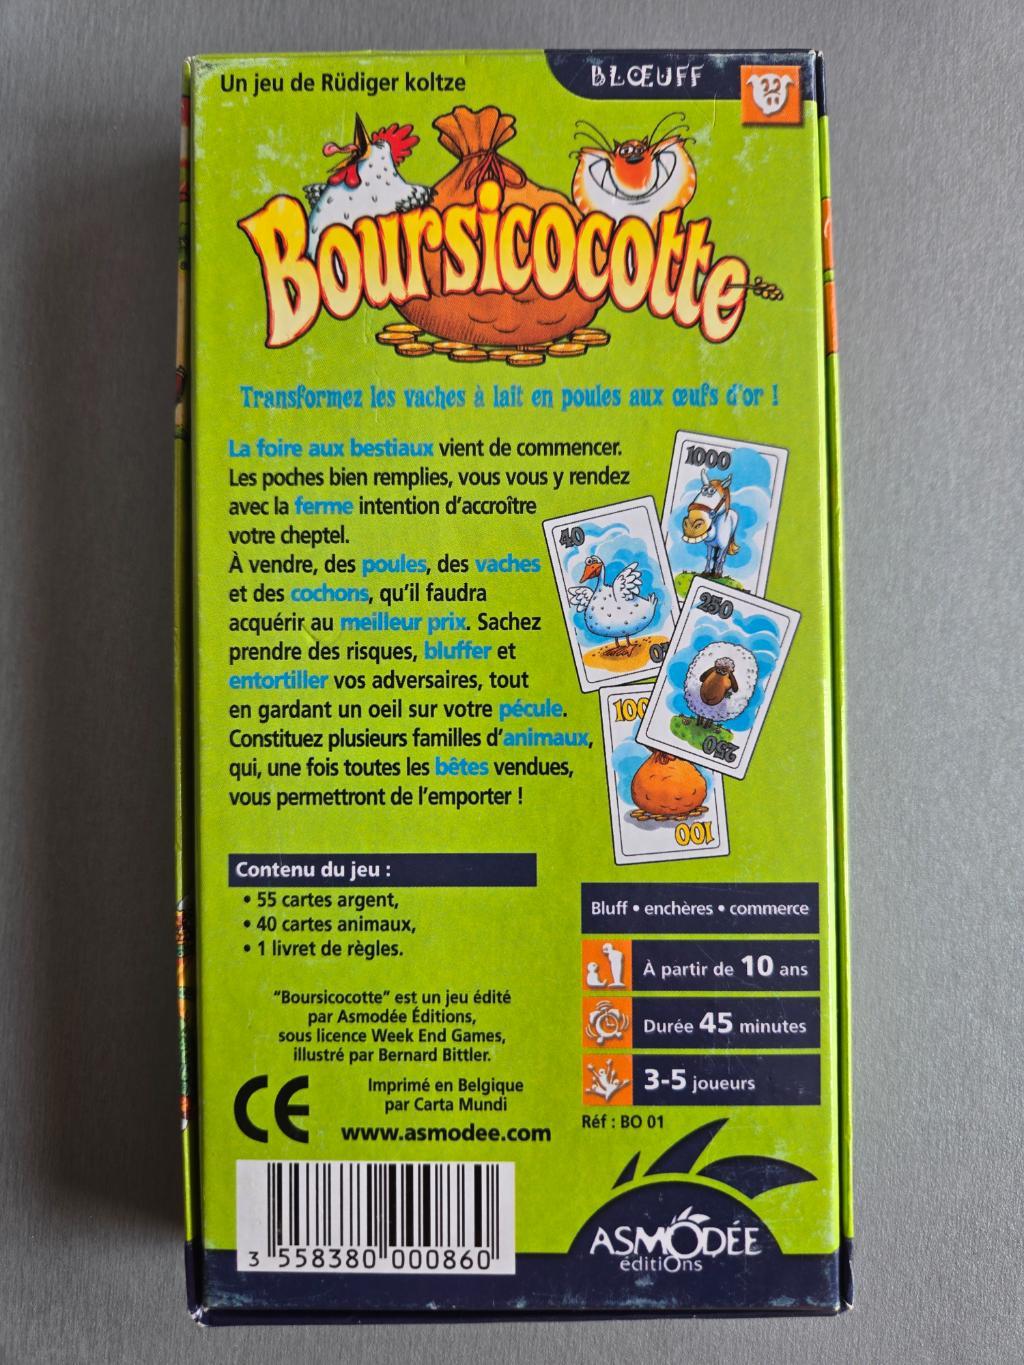 Un jeu de Rüdiger koltze
BLŒUFF
Boursicocotte
Transformez les vaches à lait en poules aux œufs d'or !
La foire aux bestiaux vient de commencer.
Les poches bien remplies, vous vous y rendez
avec la ferme intention d'accroître
votre cheptel.
À vendre, des poules, des vaches
et des cochons, qu'il faudra
acquérir au meilleur prix. Sachez
prendre des risques, bluffer et
entortiller vos adversaires, tout
en gardant un oeil sur votre pécule.
Constituez plusieurs familles d'animaux,
qui, une fois toutes les bêtes vendues,
vous permettront de l'emporter !
1000
40
250
250
100
100
Contenu du jeu :
• 55 cartes argent,
• 40 cartes animaux,
• 1 livret de règles.
"Boursicocotte" est un jeu édité
par Asmodée Éditions,
sous licence Week End Games,
illustré par Bernard Bittler.
CE
Imprimé en Belgique
par Carta Mundi
www.asmodee.com
3 558380 000860
Bluff • enchères • commerce
À partir de 10 ans
Durée 45 minutes
3-5 joueurs
Réf : BO 01
ASMODÉE
éditiOns